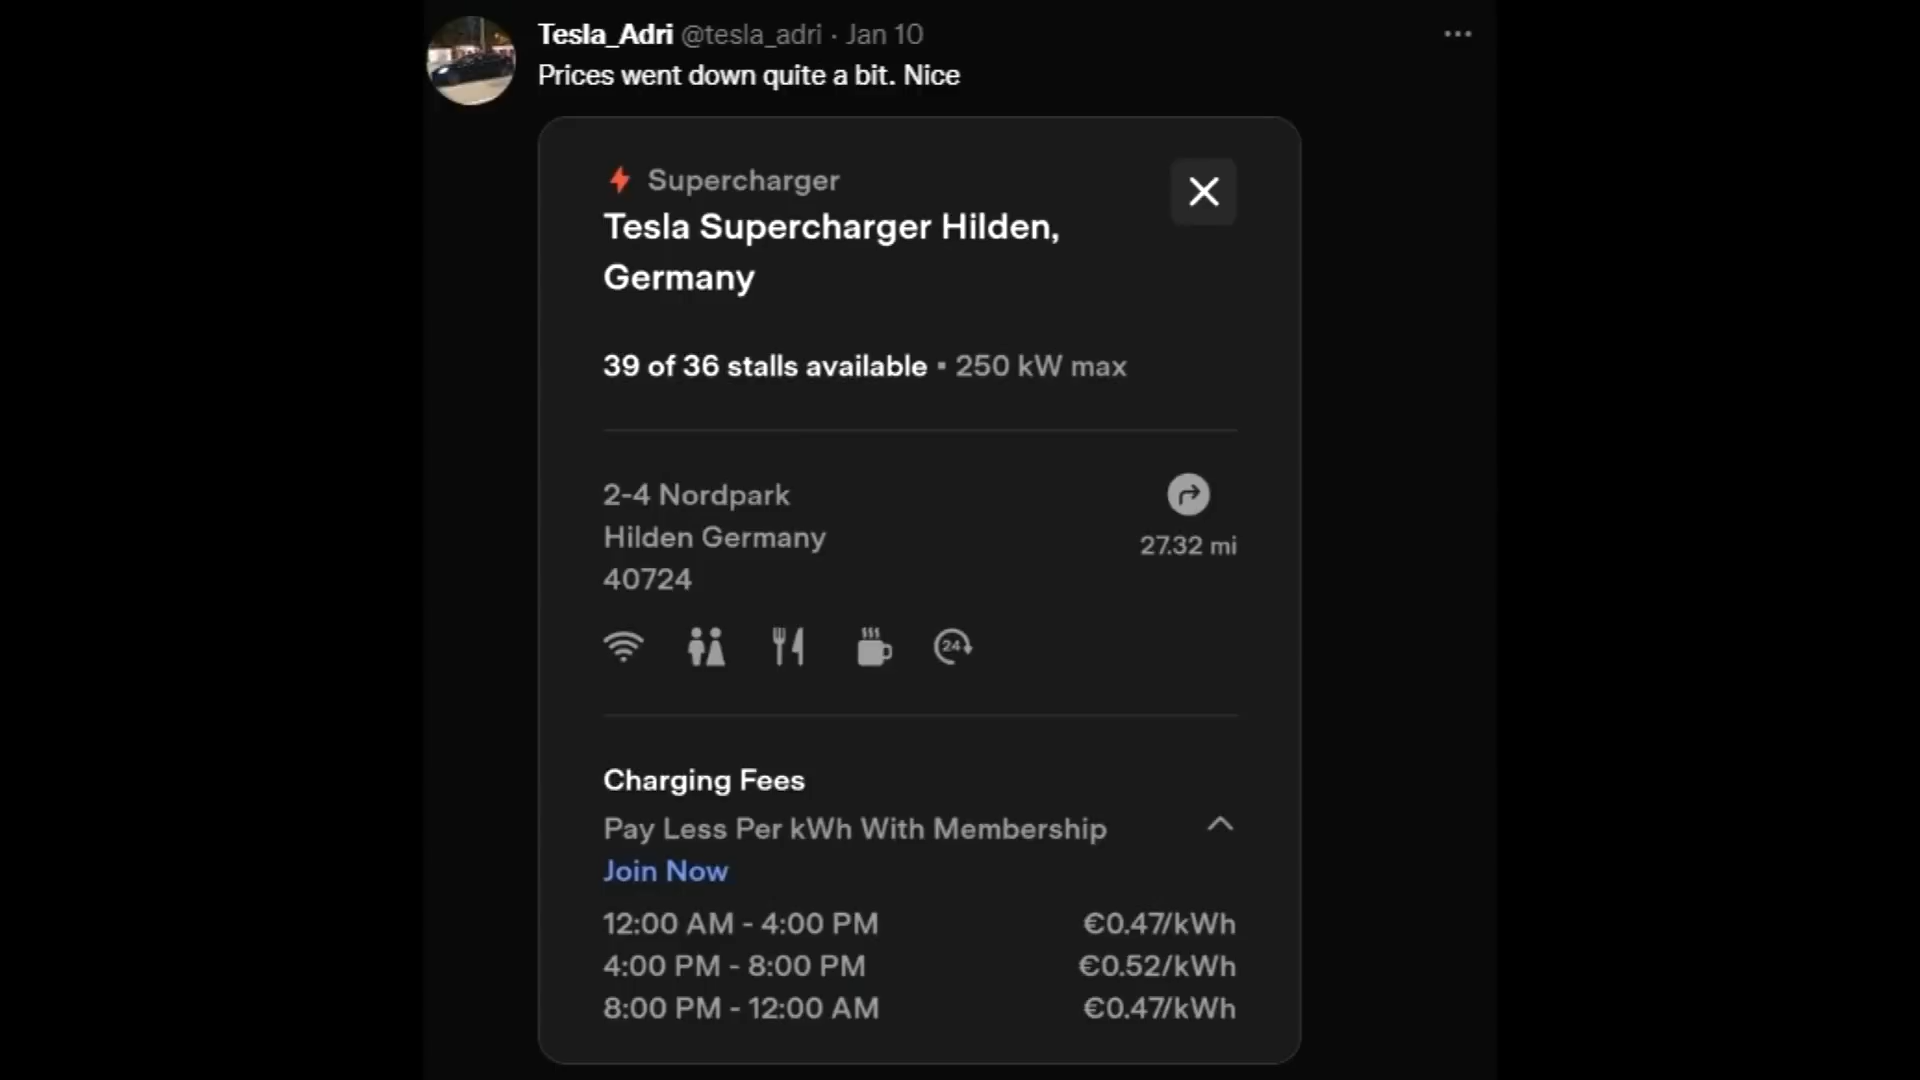 Tesla_Adri @tesla_adri · Jan 10
Prices went down quite a bit. Nice
Supercharger
Tesla Supercharger Hilden,
Germany
39 of 36 stalls available ▪ 250 kW max
2-4 Nordpark
Hilden Germany
40724
27.32 mi
24
Charging Fees
Pay Less Per kWh With Membership
Join Now
12:00 AM - 4:00 PM €0.47/kWh
4:00 PM - 8:00 PM €0.52/kWh
8:00 PM - 12:00 AM €0.47/kWh